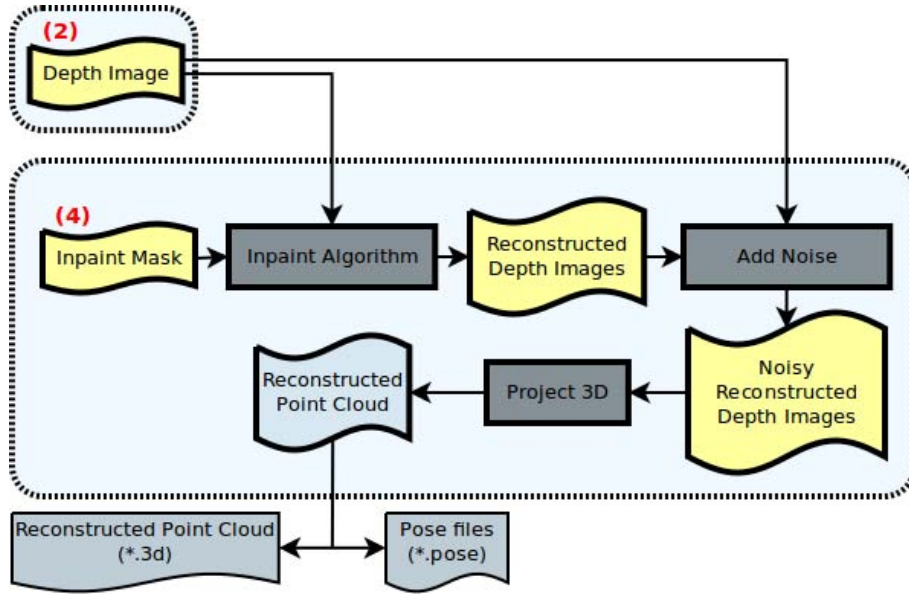 (2)
Depth Image
(4)
Inpaint Mask
Inpaint Algorithm
Reconstructed
Depth Images
Add Noise
Reconstructed
Point Cloud
Project 3D
Noisy
Reconstructed
Depth Images
Reconstructed Point Cloud
(*.3d)
Pose files
(*.pose)